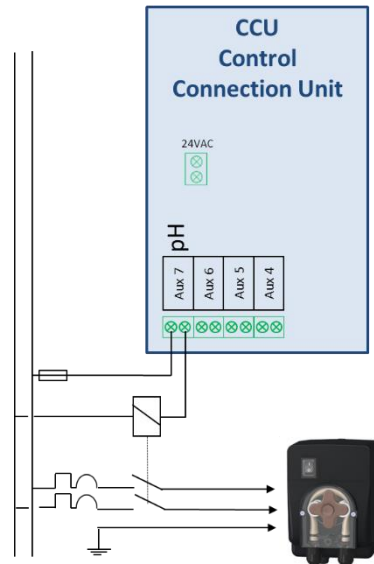 CCU
Control
Connection Unit
24VAC
pH
Aux 7
Aux 6
Aux 5
Aux 4